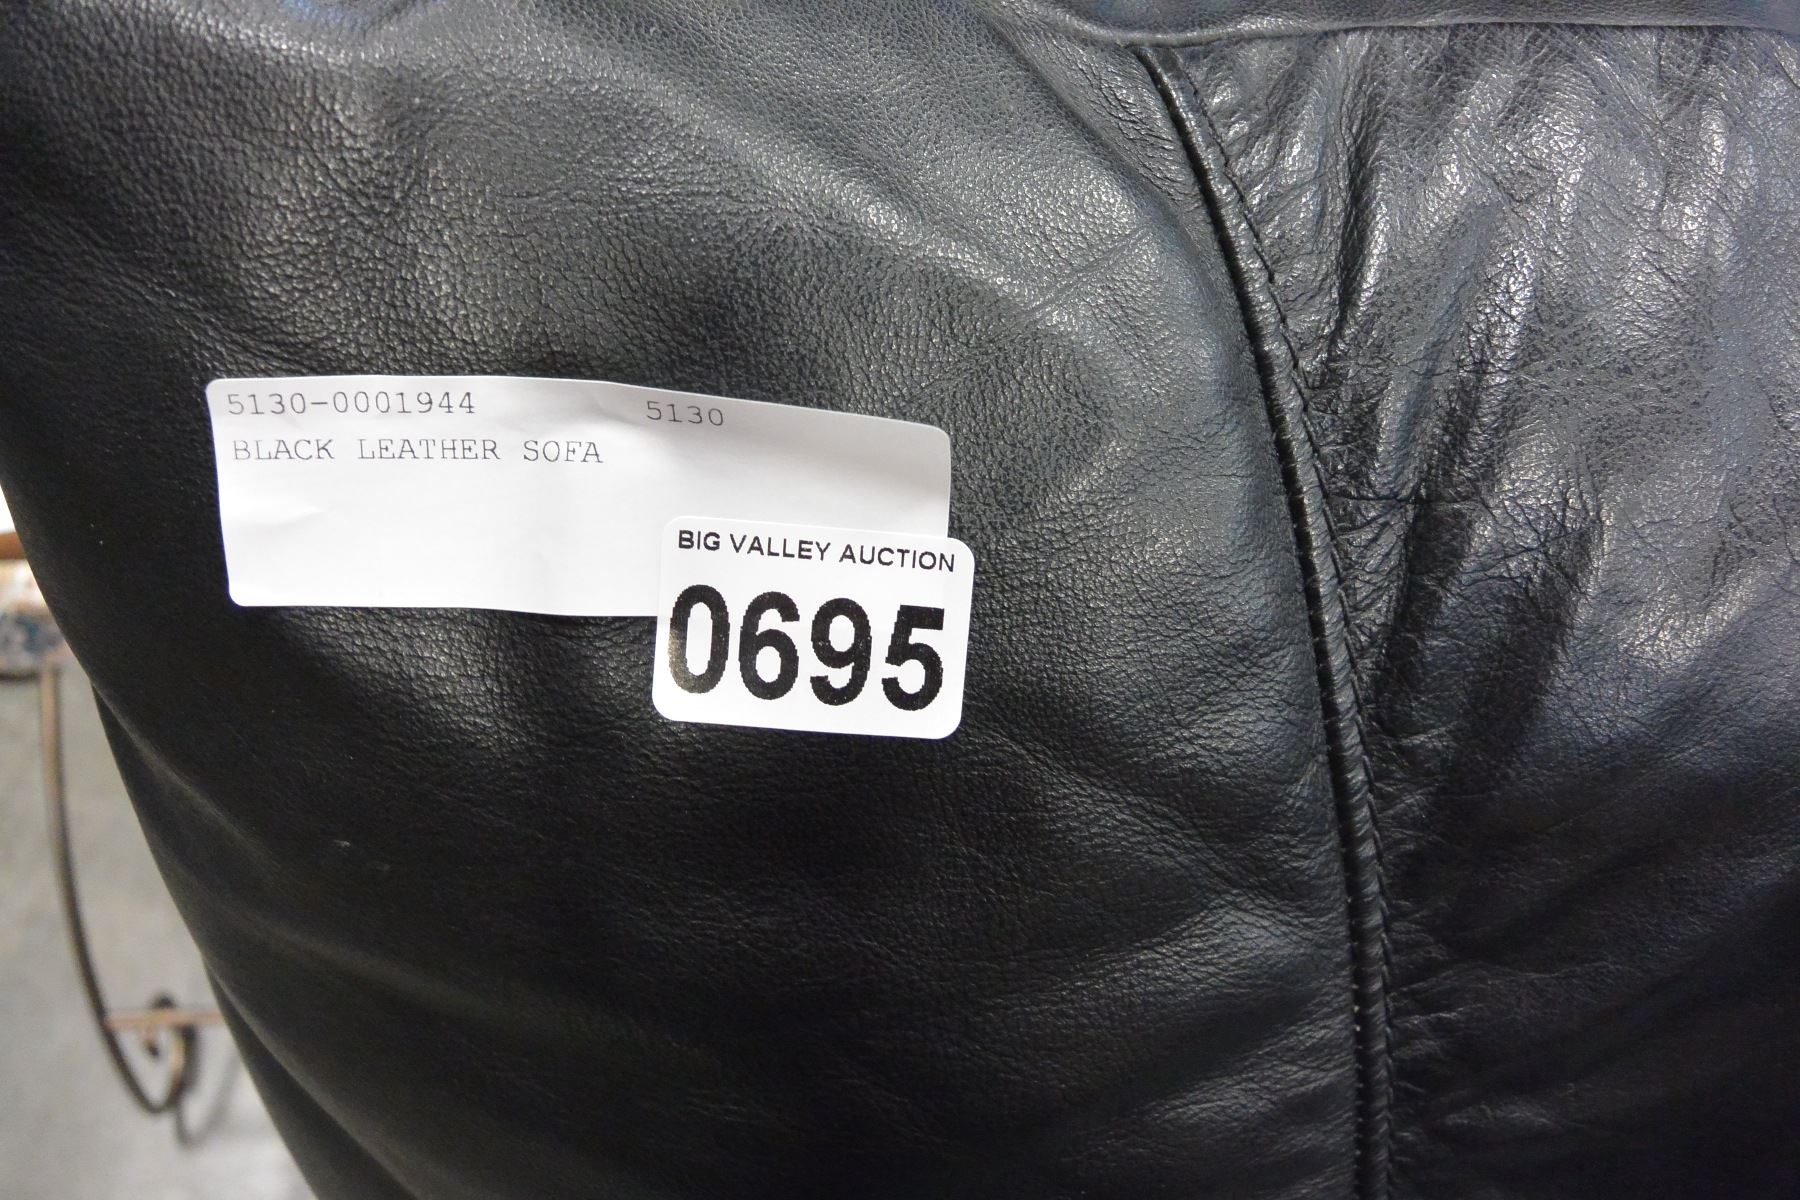 5130-0001944 5130
BLACK LEATHER SOFA
BIG VALLEY AUCTION
0695